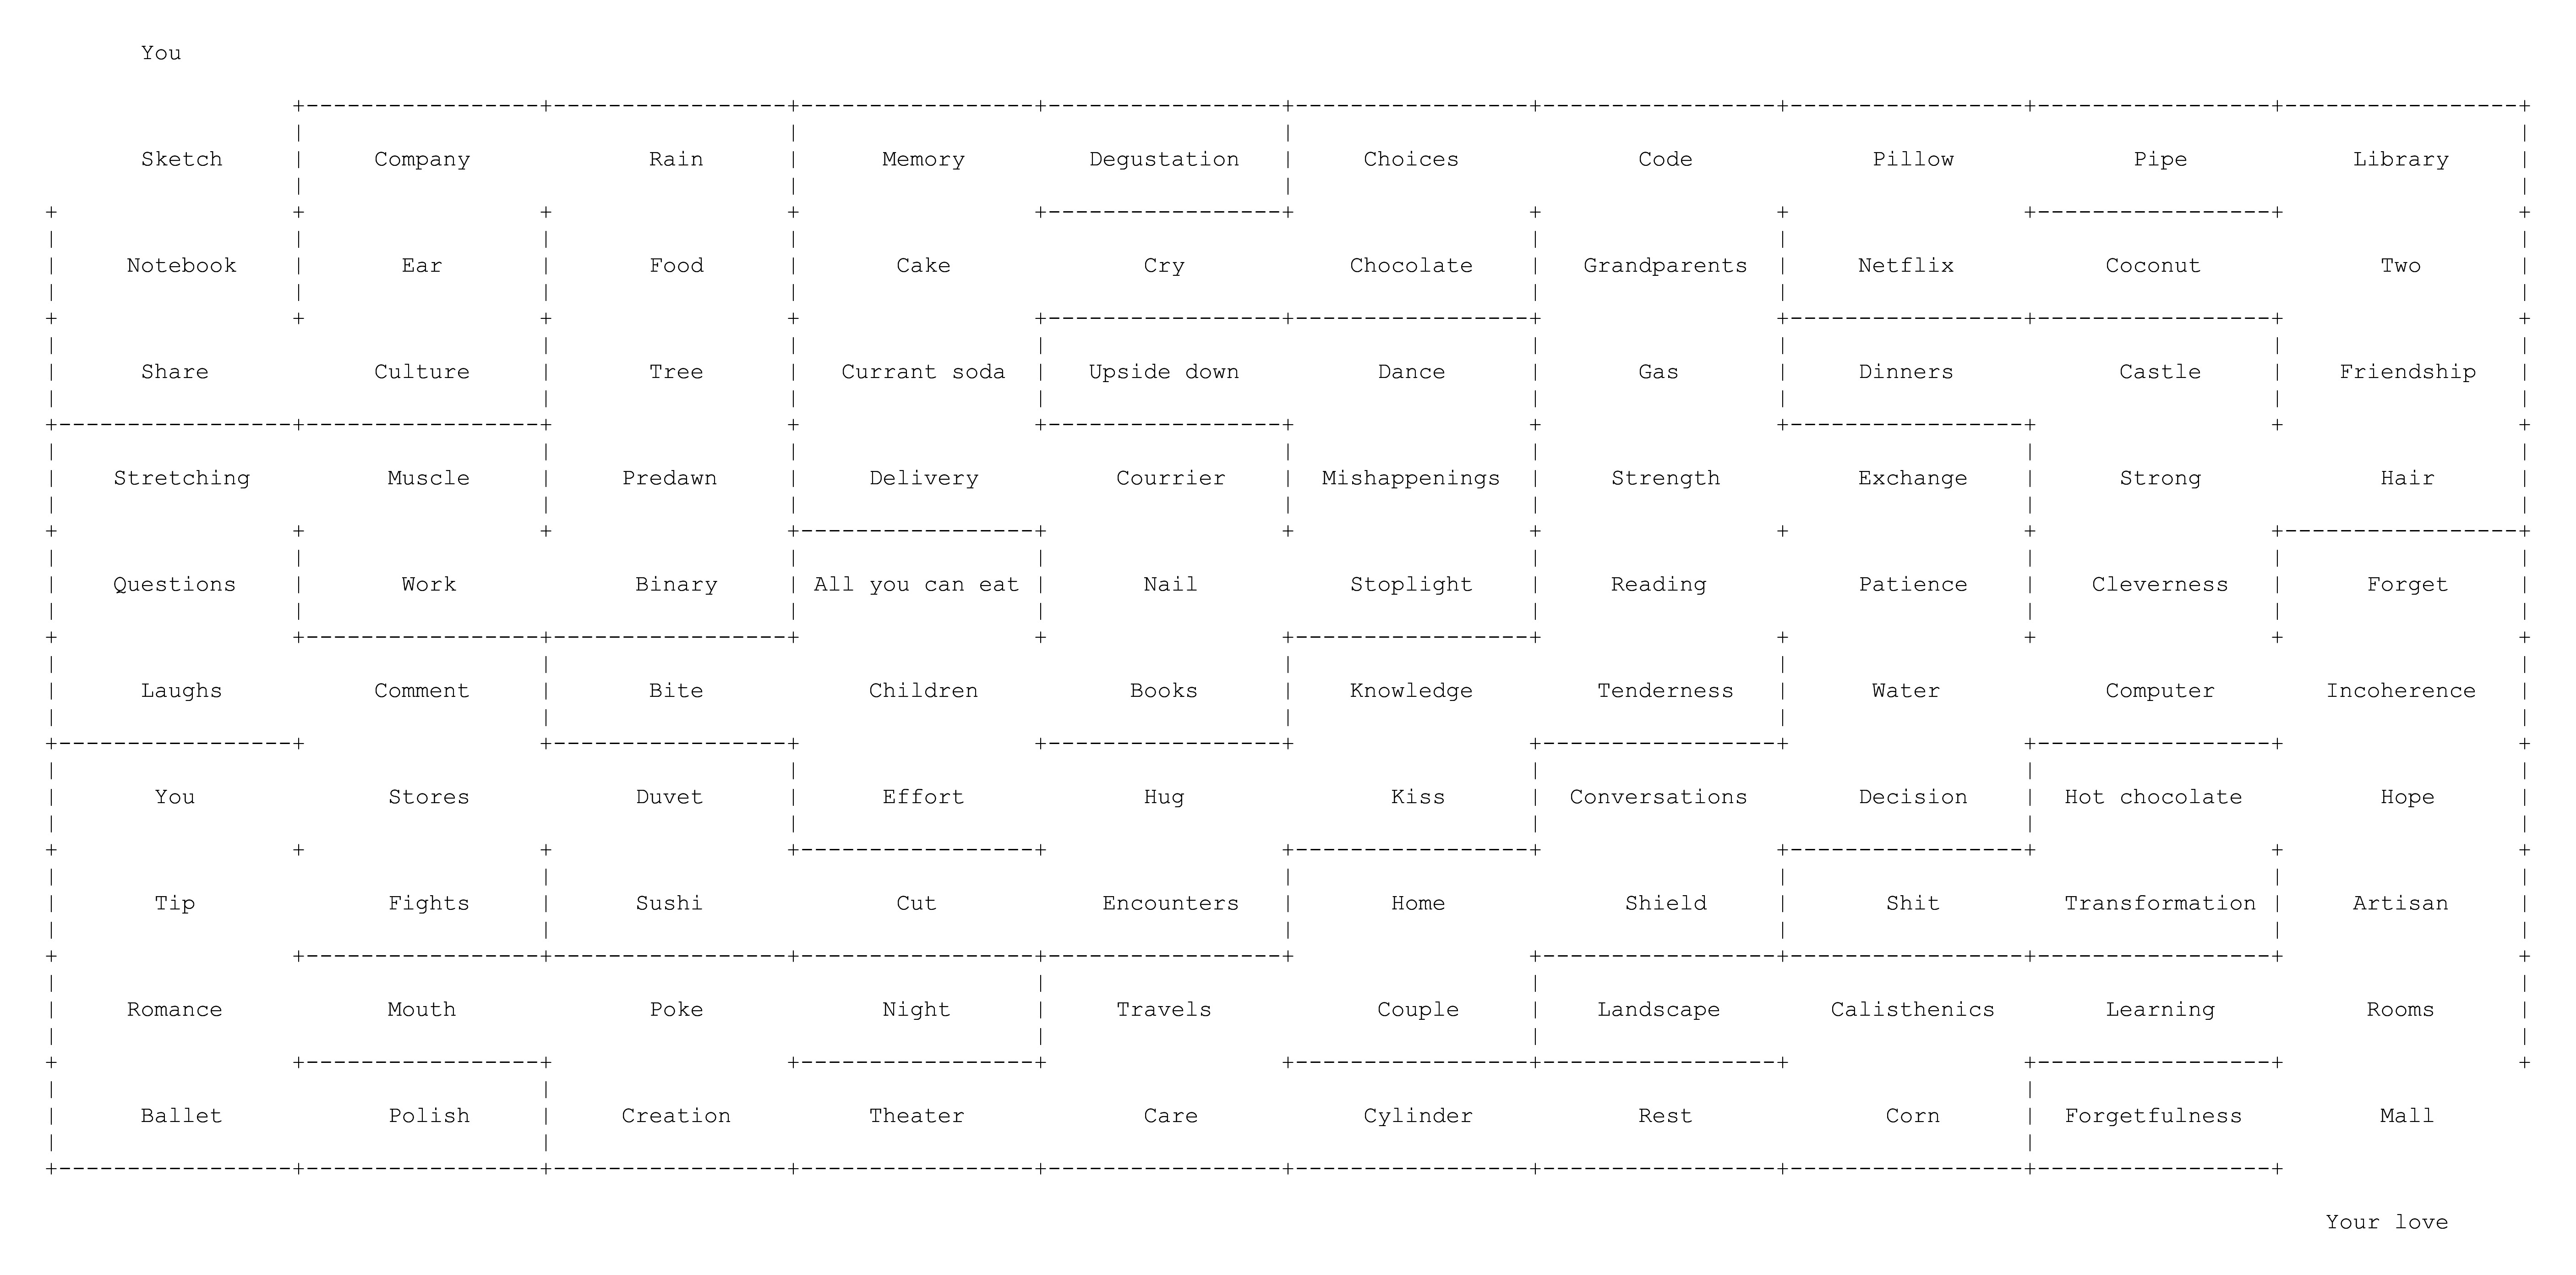 You
Sketch Company Rain Memory Degustation Choices Code Pillow Pipe Library
Notebook Ear Food Cake Cry Chocolate Grandparents Netflix Coconut Two
Share Culture Tree Currant soda Upside down Dance Gas Dinners Castle Friendship
Stretching Muscle Predawn Delivery Courrier Mishappenings Strength Exchange Strong Hair
Questions Work Binary All you can eat Nail Stoplight Reading Patience Cleverness Forget
Laughs Comment Bite Children Books Knowledge Tenderness Water Computer Incoherence
You Stores Duvet Effort Hug Kiss Conversations Decision Hot chocolate Hope
Tip Fights Sushi Cut Encounters Home Shield Shit Transformation Artisan
Romance Mouth Poke Night Travels Couple Landscape Calisthenics Learning Rooms
Ballet Polish Creation Theater Care Cylinder Rest Corn Forgetfulness Mall
Your love